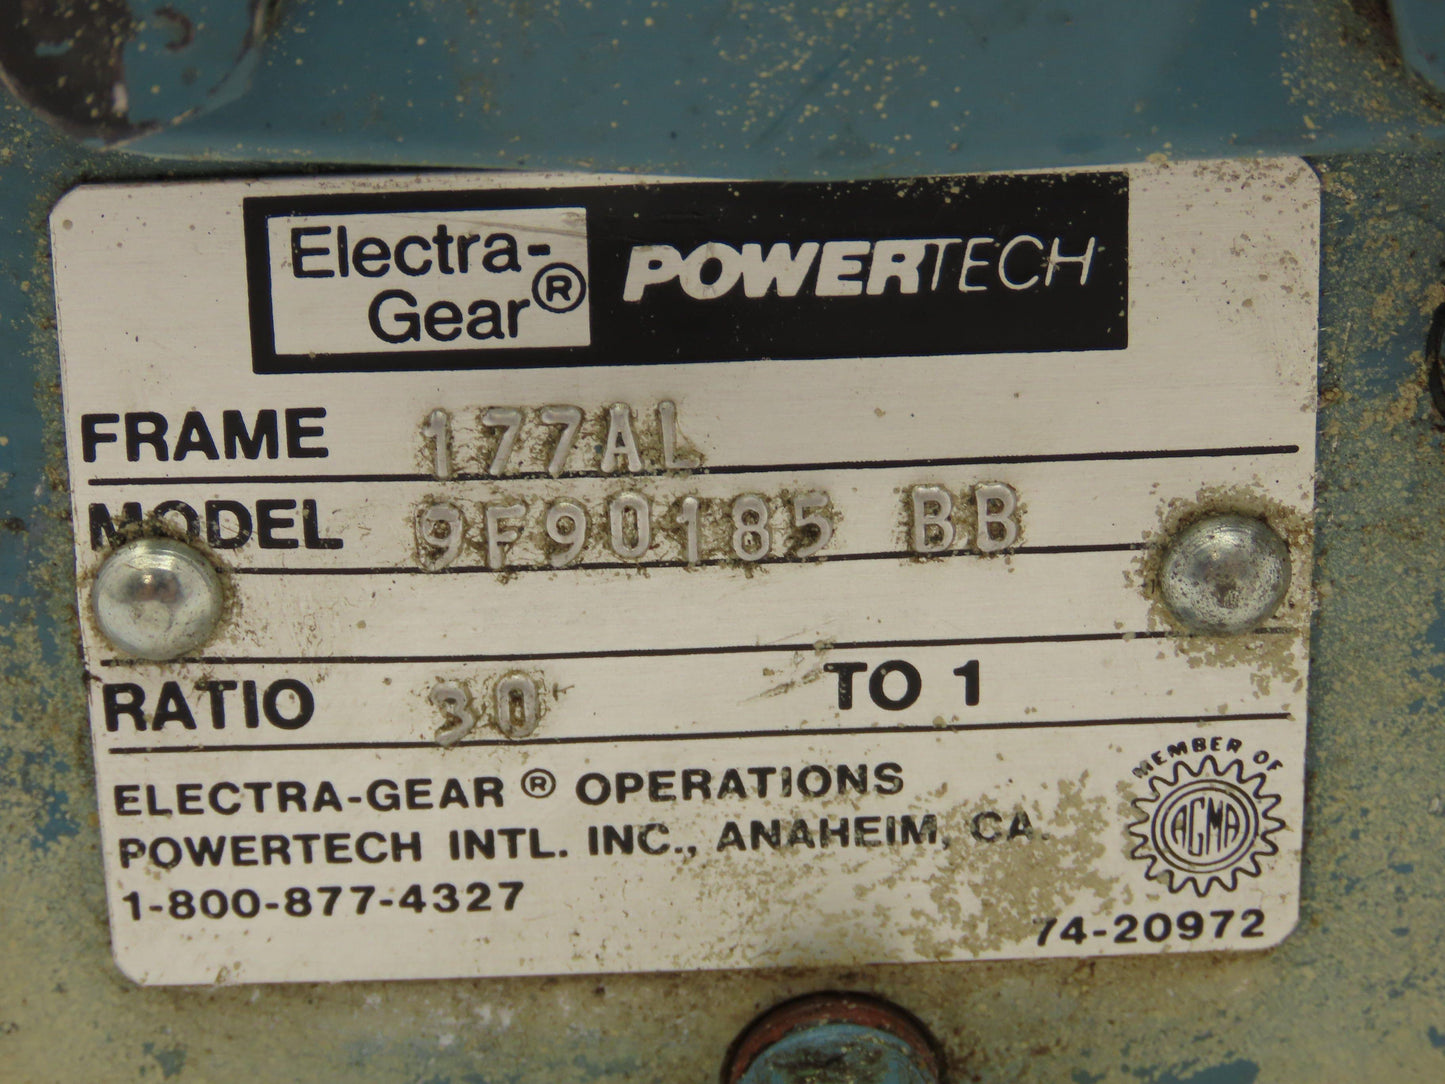 Electra-
Gear® POWERTECH
FRAME 177AL
MODEL 9F90185 BB
RATIO 30 TO 1
ELECTRA-GEAR ® OPERATIONS
POWERTECH INTL. INC., ANAHEIM, CA.
1-800-877-4327
MEMBER OF
AGMA
74-20972